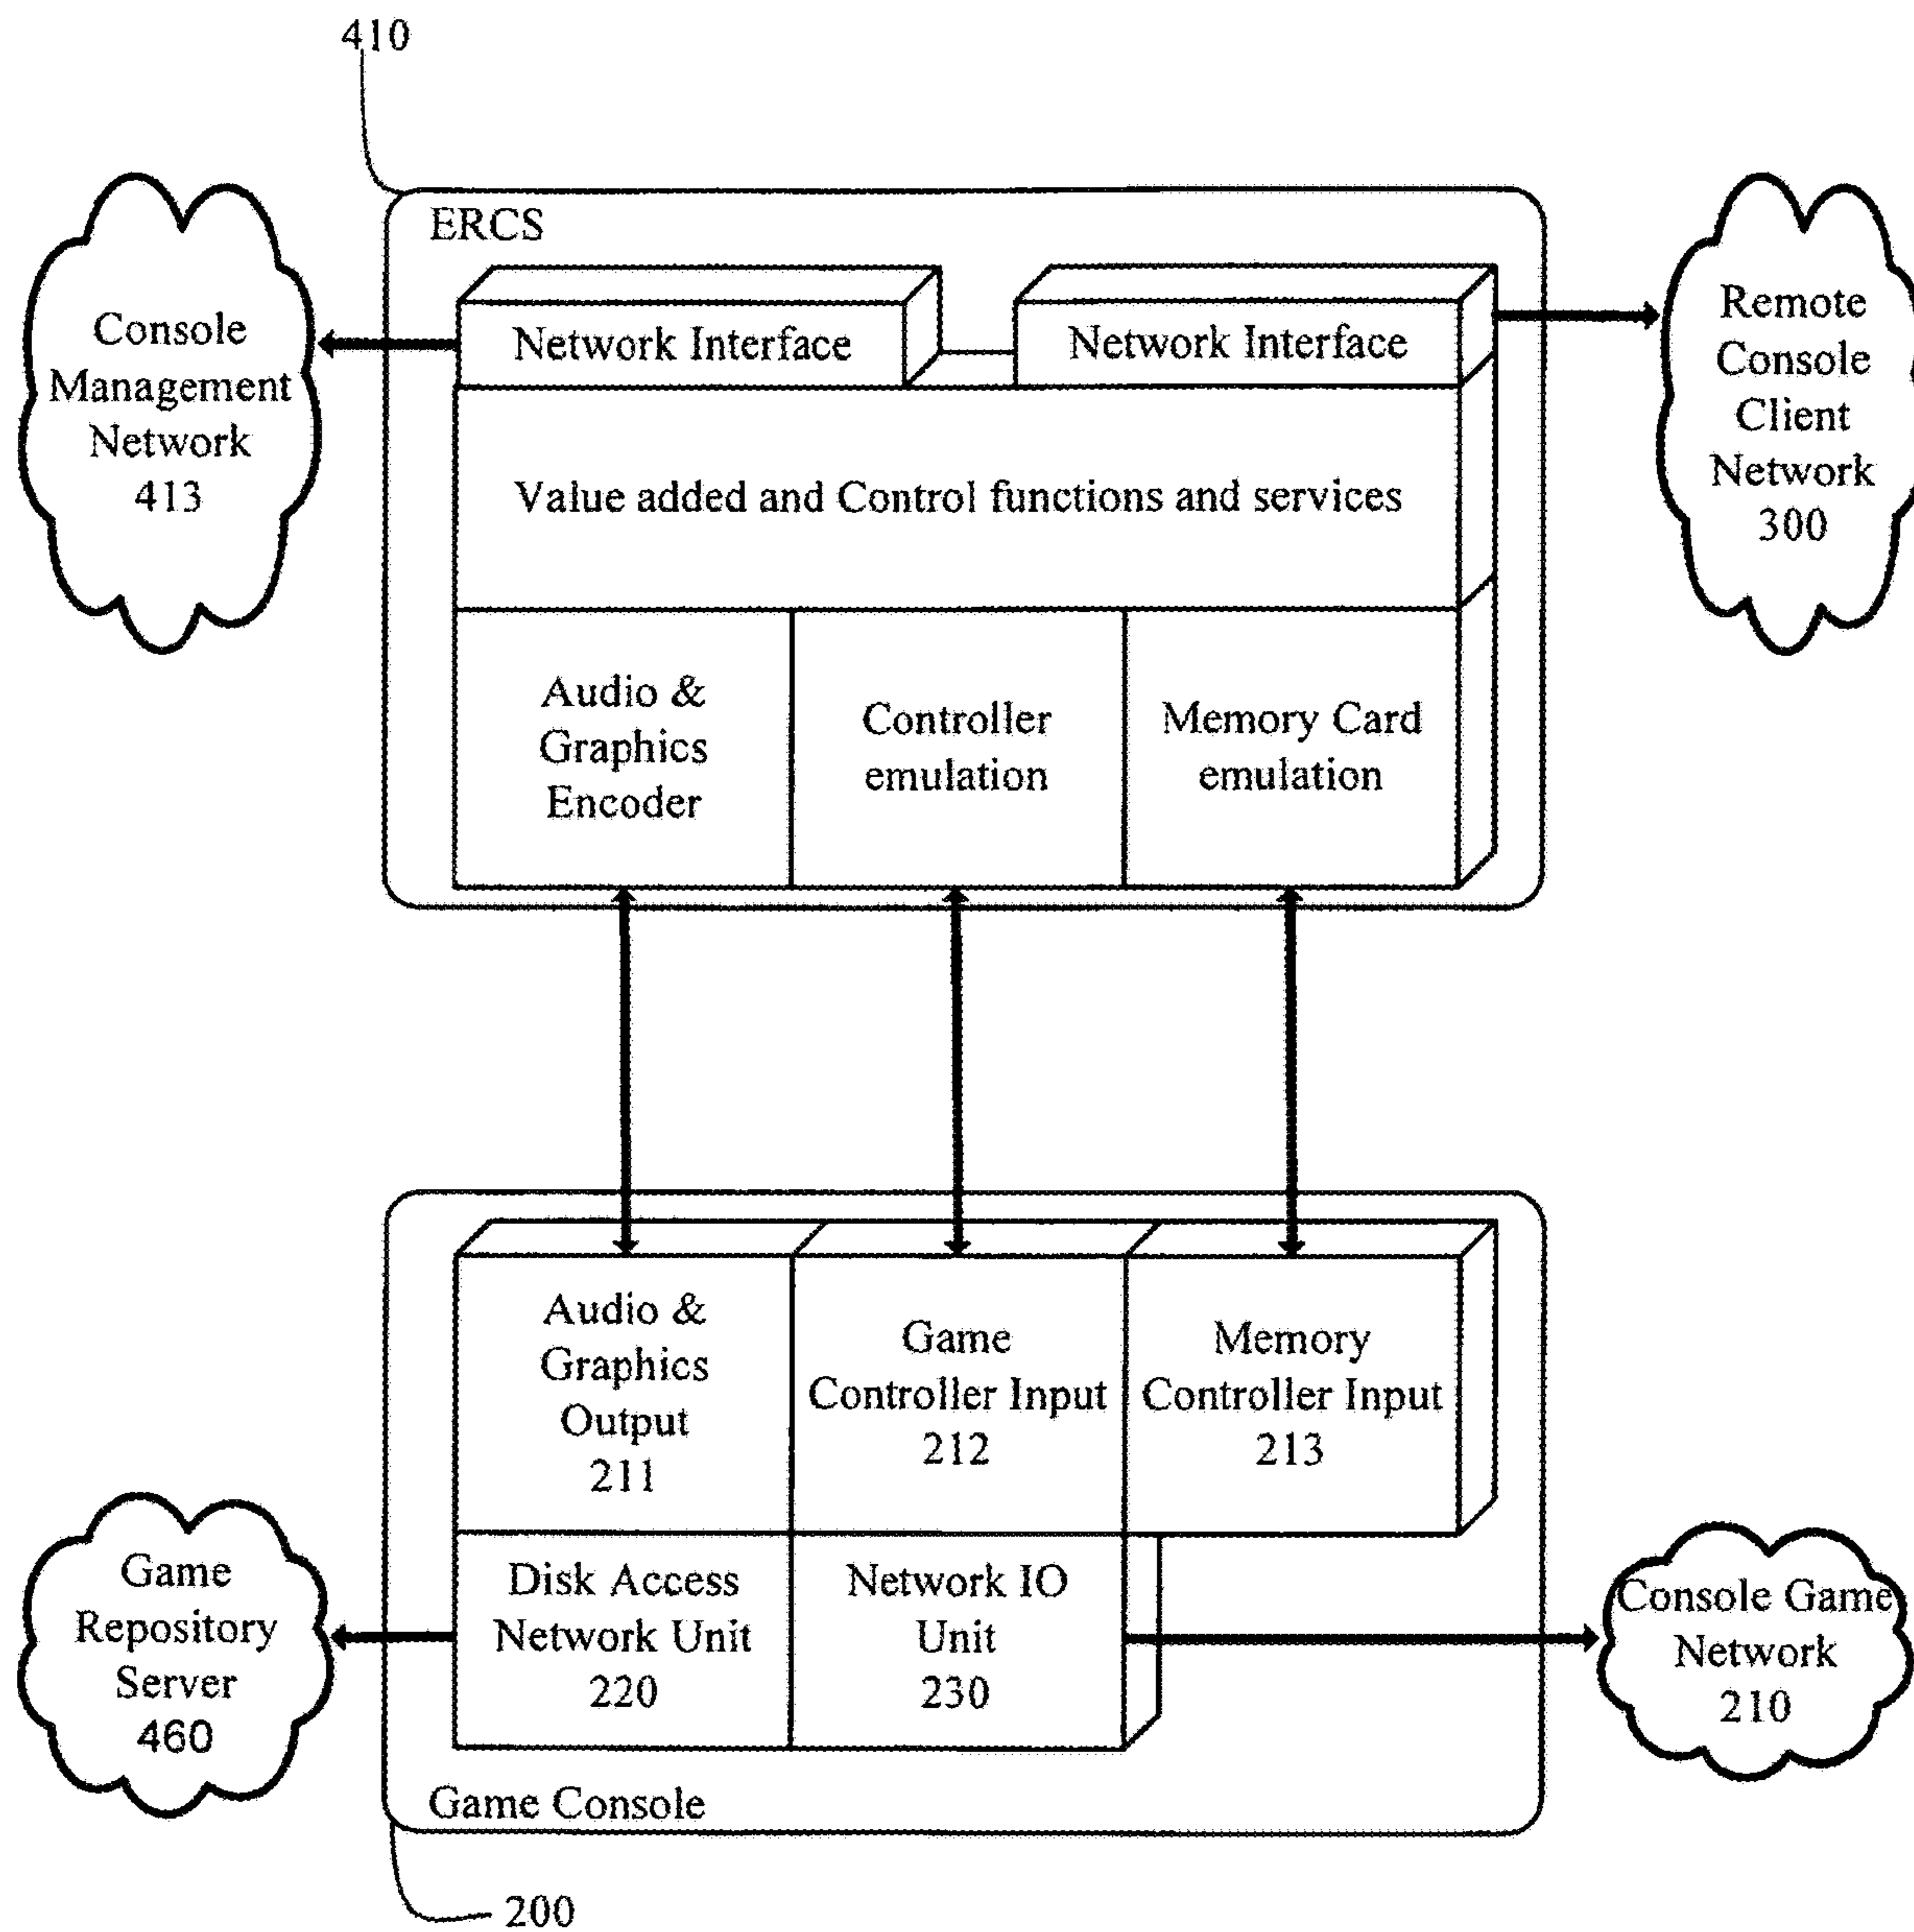 410
ERCS
Console
Management
Network
413
Network Interface
Network Interface
Remote
Console
Client
Network
300
Value added and Control functions and services
Audio &
Graphics
Encoder
Controller
emulation
Memory Card
emulation
Audio &
Graphics
Output
211
Game
Controller Input
212
Memory
Controller Input
213
Game
Repository
Server
460
Disk Access
Network Unit
220
Network IO
Unit
230
Console Game
Network
210
Game Console
200